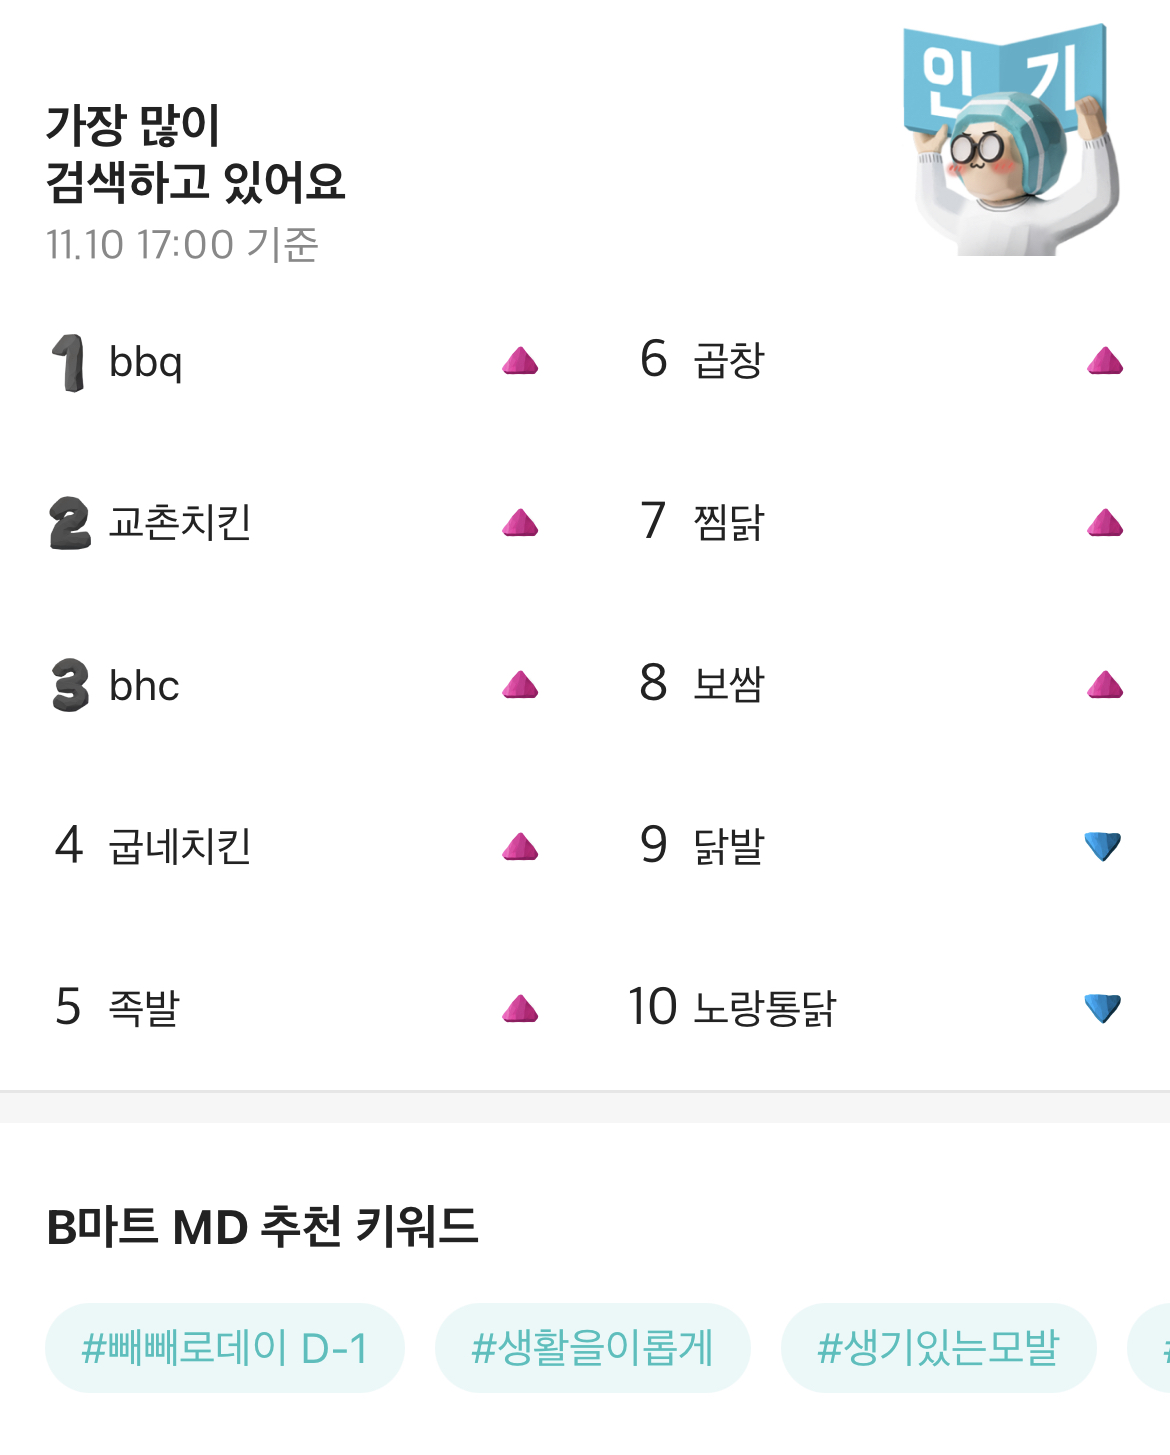 인기
가장 많이
검색하고 있어요
11.10 17:00 기준
1 bbq
2 교촌치킨
3 bhc
4 굽네치킨
5 족발
6 곱창
7 찜닭
8 보쌈
9 닭발
10 노랑통닭
B마트 MD 추천 키워드
#빼빼로데이 D-1
#생활을이롭게
#생기있는모발
#